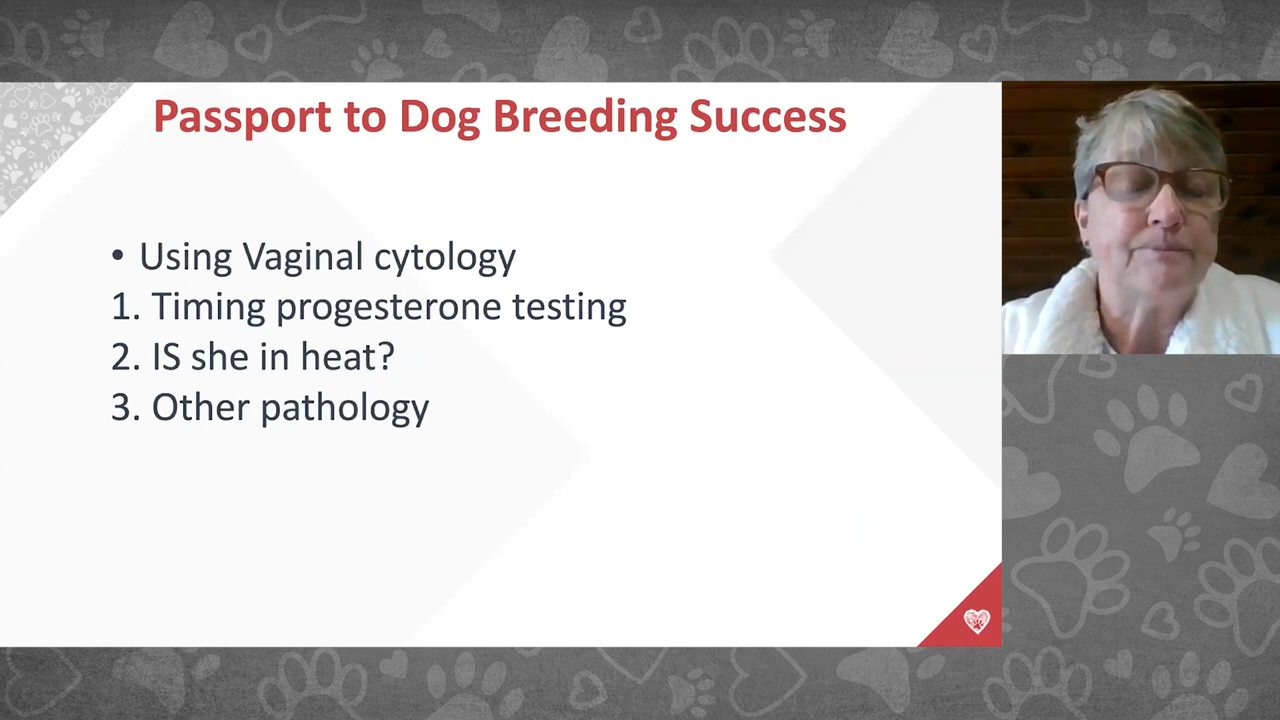 Passport to Dog Breeding Success
• Using Vaginal cytology
1. Timing progesterone testing
2. IS she in heat?
3. Other pathology